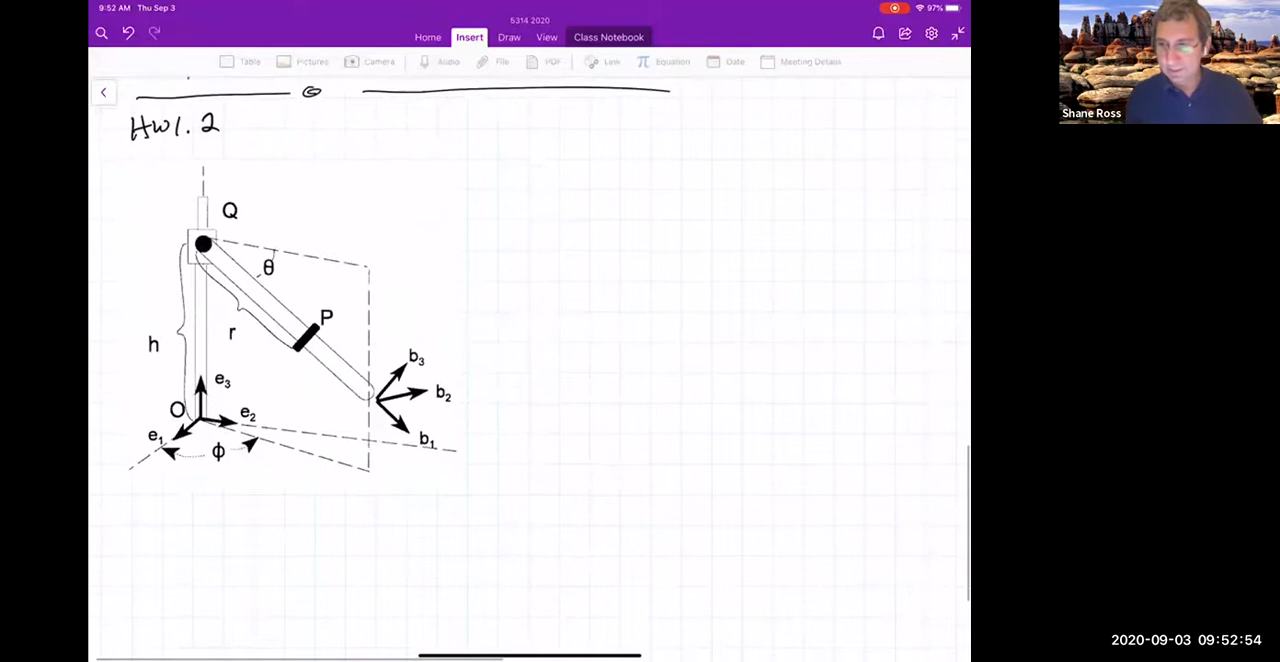 9:52 AM Thu Sep 3
97%
5314 2020
Home Insert Draw View Class Notebook
Table Pictures Camera Audio File PDF Link Equation Date Meeting Details
HW1.2
Q
θ
P
r
h
b3
b2
b1
e3
O
e2
e1
ϕ
Shane Ross
2020-09-03 09:52:54